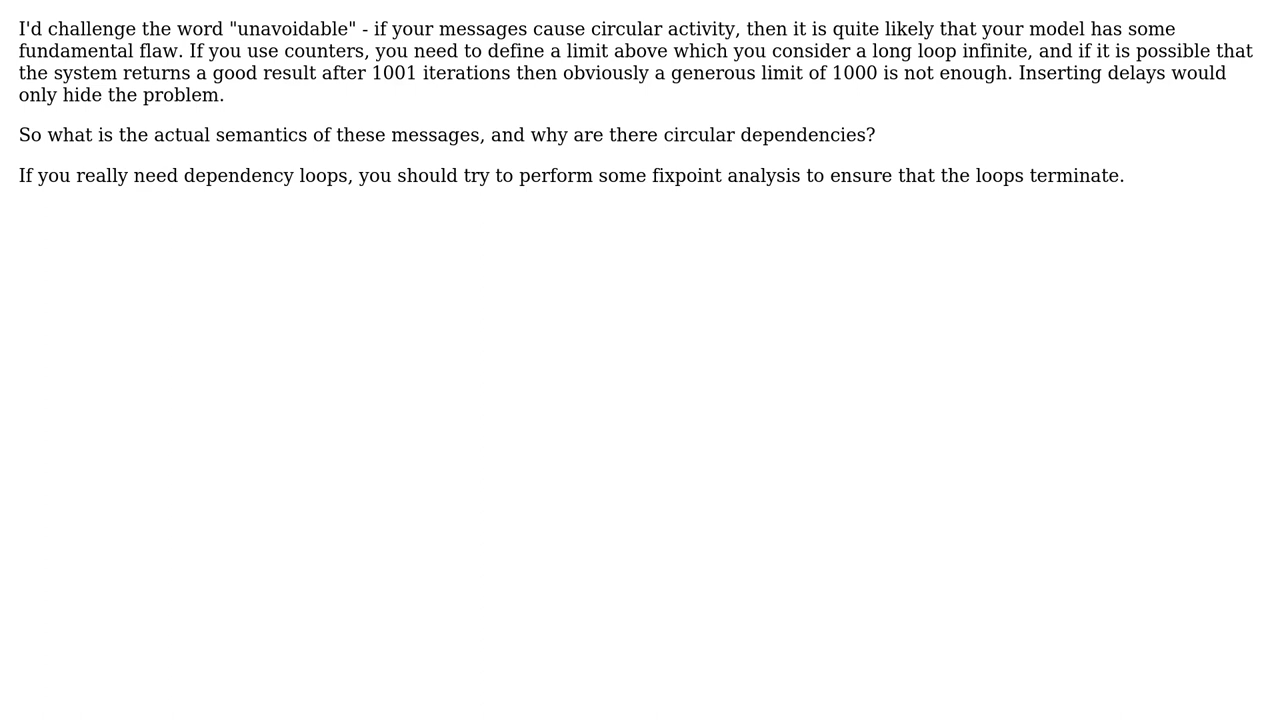 I'd challenge the word "unavoidable" - if your messages cause circular activity, then it is quite likely that your model has some
fundamental flaw. If you use counters, you need to define a limit above which you consider a long loop infinite, and if it is possible that
the system returns a good result after 1001 iterations then obviously a generous limit of 1000 is not enough. Inserting delays would
only hide the problem.
So what is the actual semantics of these messages, and why are there circular dependencies?
If you really need dependency loops, you should try to perform some fixpoint analysis to ensure that the loops terminate.